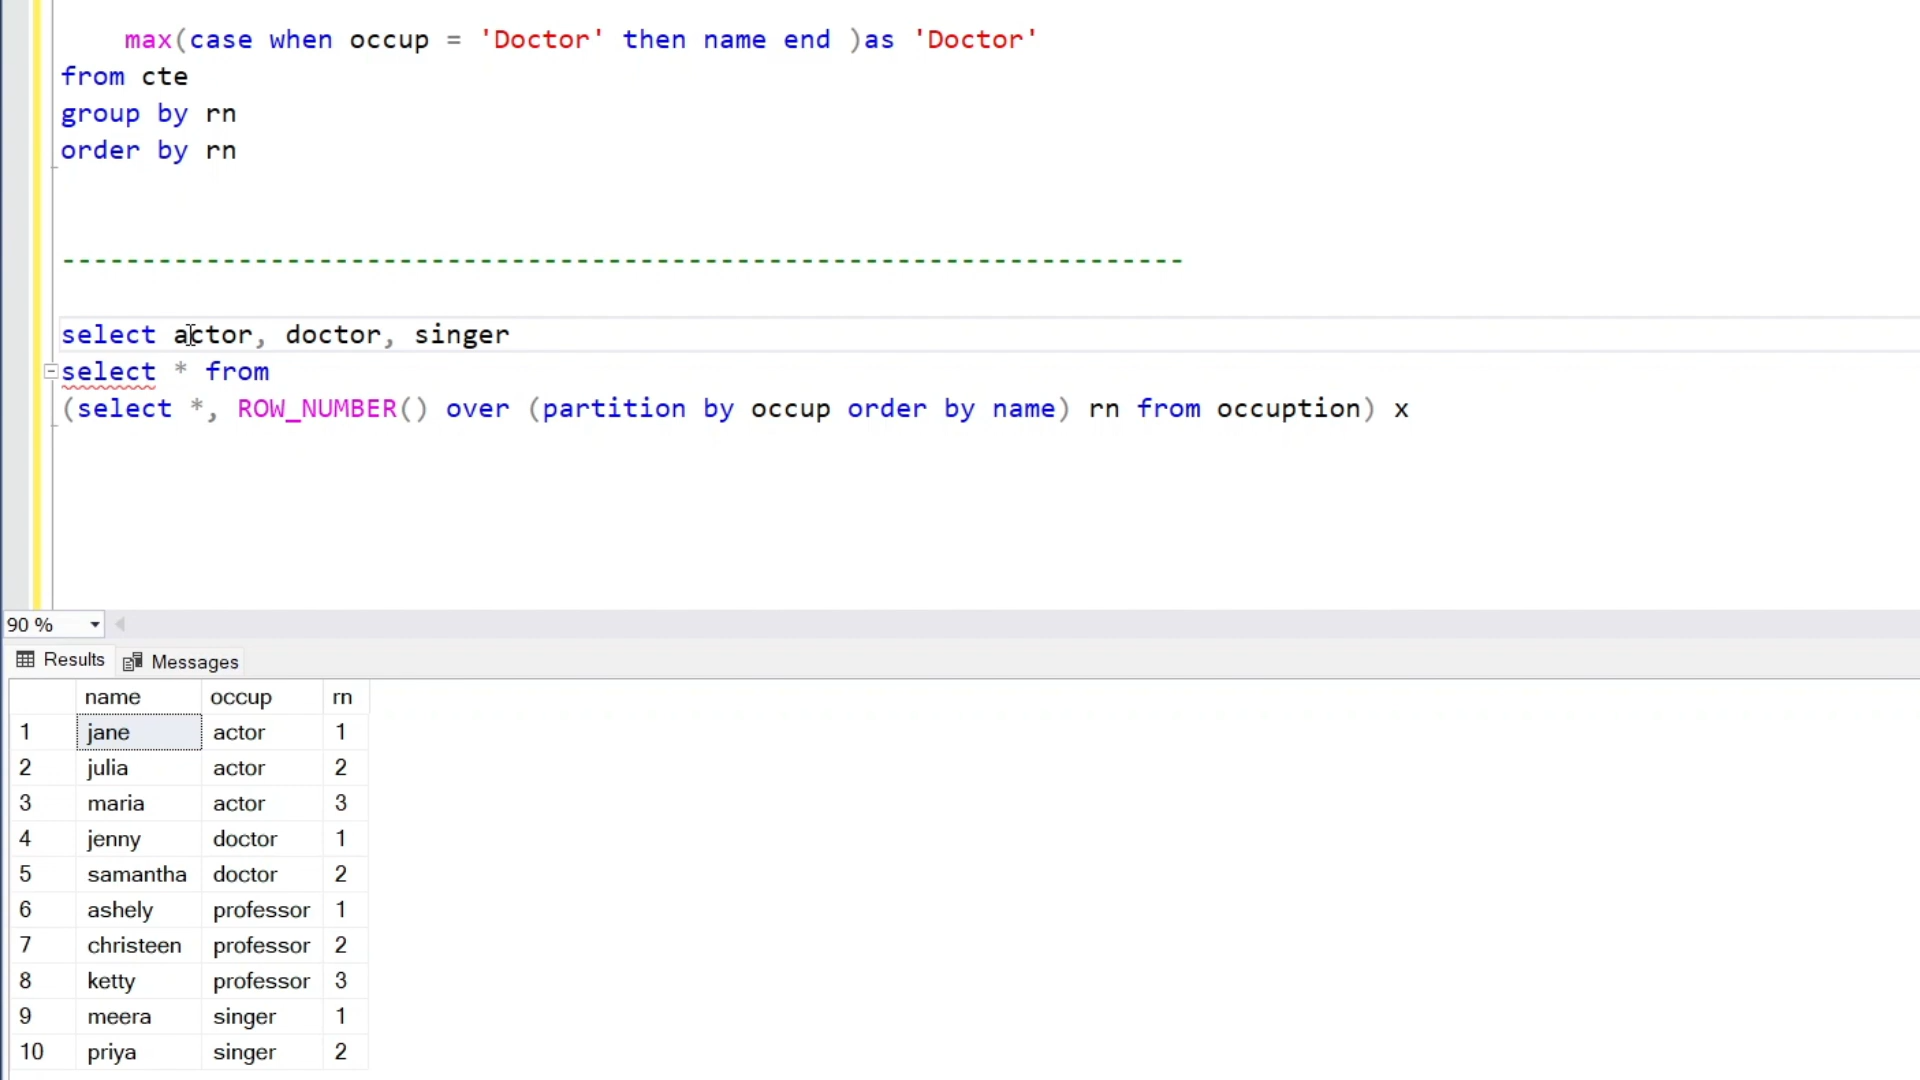 max(case when occup = 'Doctor' then name end )as 'Doctor'
from cte
group by rn
order by rn
----------------------------------------------------------------------
select actor, doctor, singer
select * from
(select *, ROW_NUMBER() over (partition by occup order by name) rn from occuption) x
90 %
Results Messages
name occup rn
1 jane actor 1
2 julia actor 2
3 maria actor 3
4 jenny doctor 1
5 samantha doctor 2
6 ashely professor 1
7 christeen professor 2
8 ketty professor 3
9 meera singer 1
10 priya singer 2